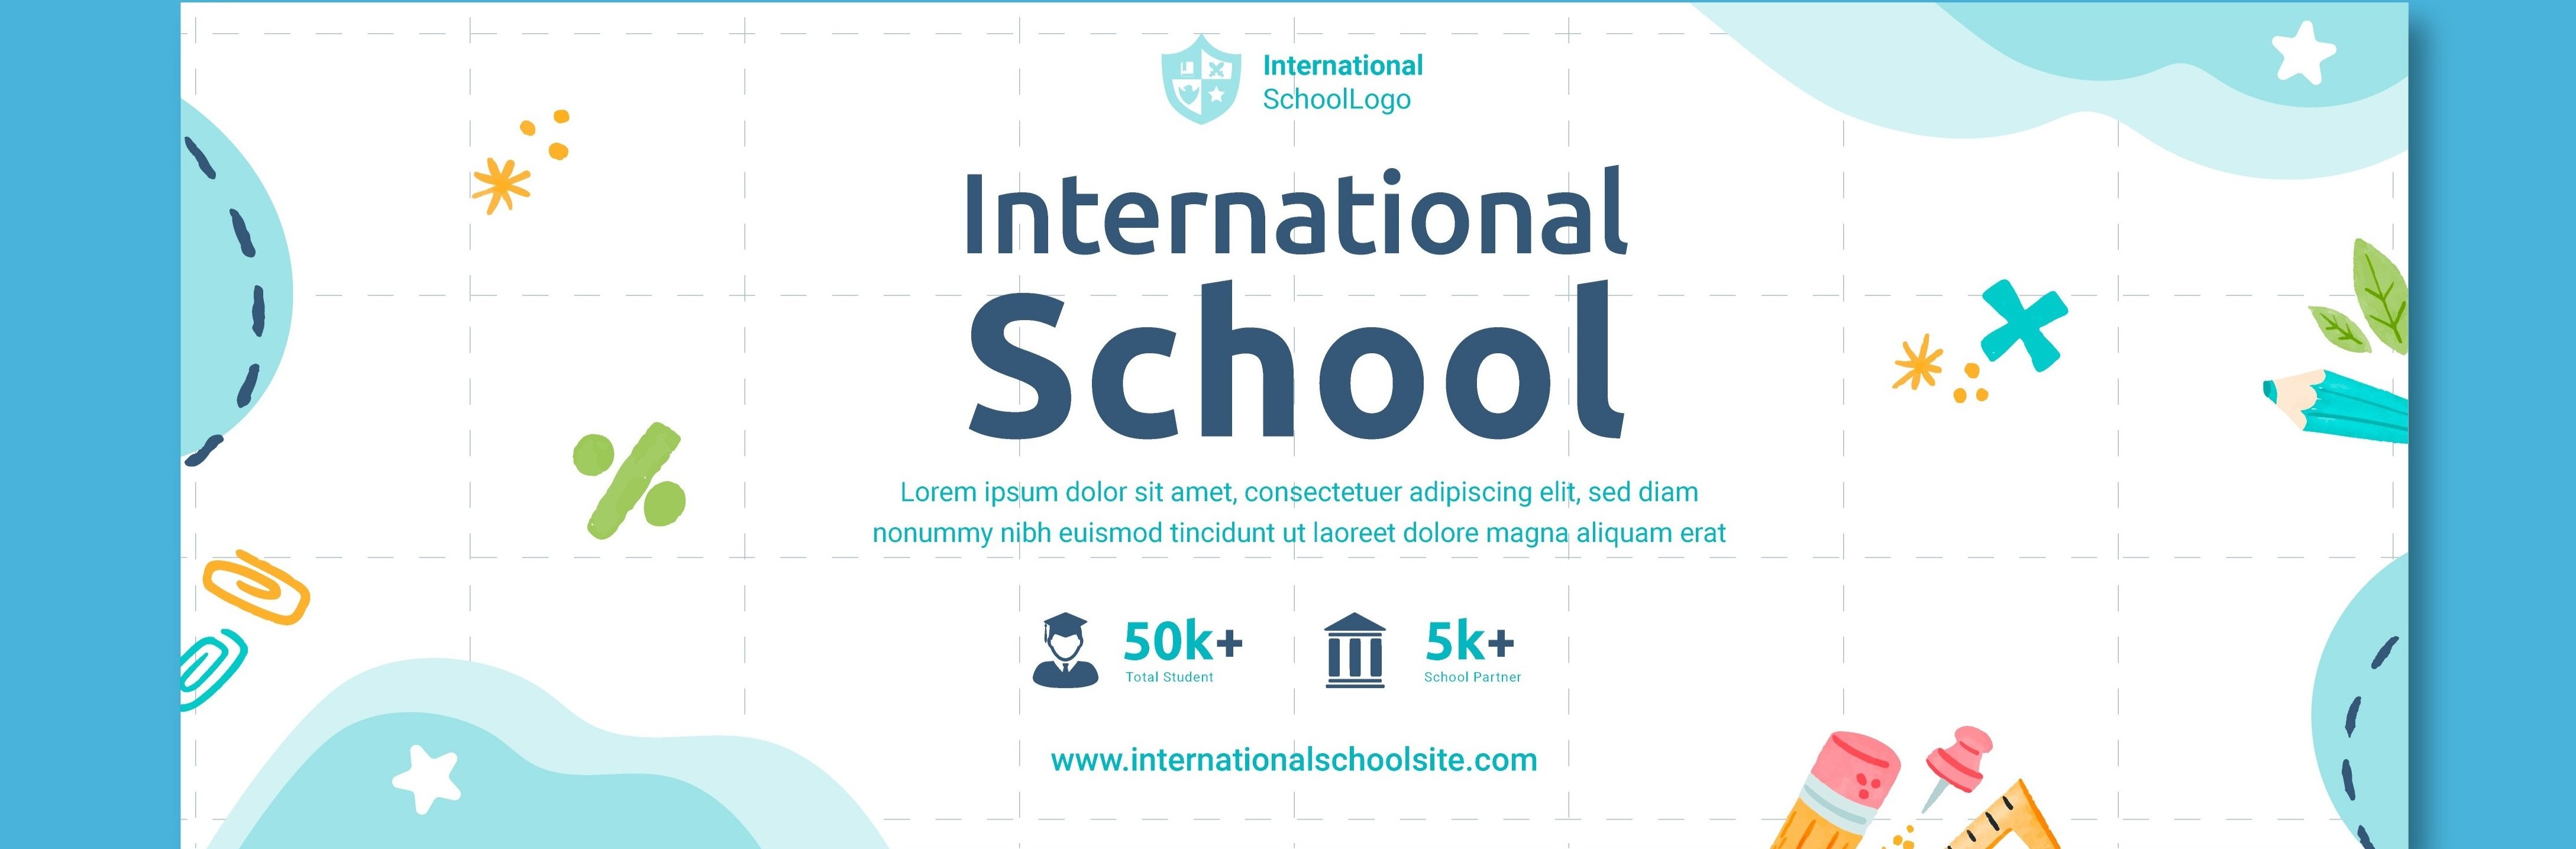 International
SchoolLogo
International
School
Lorem ipsum dolor sit amet, consectetuer adipiscing elit, sed diam
nonummy nibh euismod tincidunt ut laoreet dolore magna aliquam erat
50k+
Total Student
5k+
School Partner
www.internationalschoolsite.com